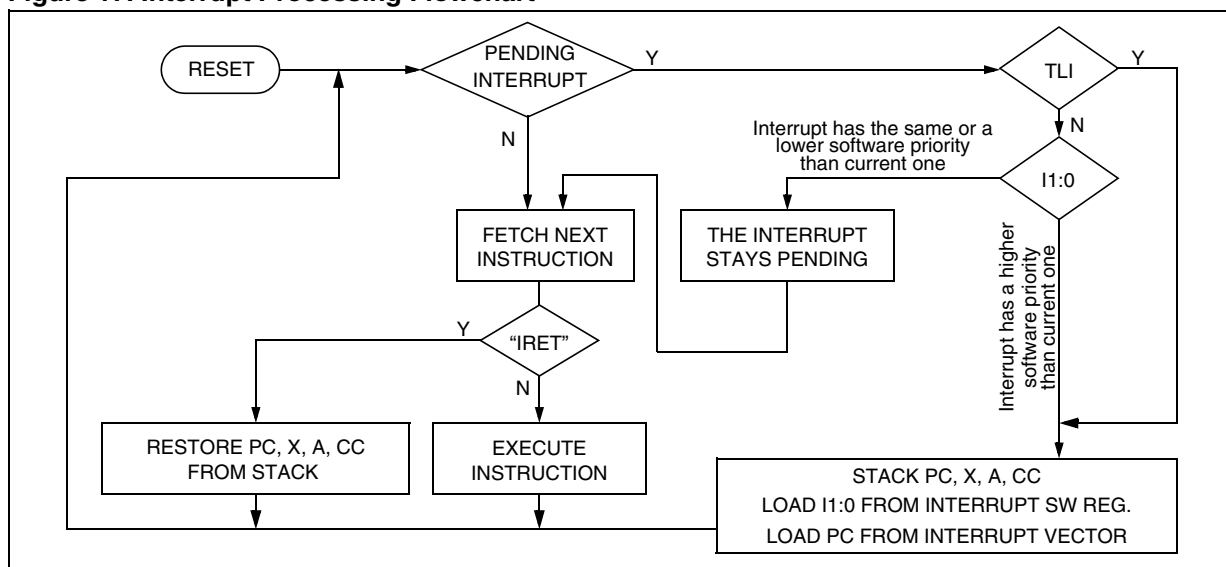 Interrupt Processing Flowchart
RESET
PENDING
INTERRUPT
Y
TLI
Y
N
N
Interrupt has the same or a
lower software priority
than current one
I1:0
FETCH NEXT
INSTRUCTION
THE INTERRUPT
STAYS PENDING
Interrupt has a higher
software priority
than current one
Y
“IRET”
N
RESTORE PC, X, A, CC
FROM STACK
EXECUTE
INSTRUCTION
STACK PC, X, A, CC
LOAD I1:0 FROM INTERRUPT SW REG.
LOAD PC FROM INTERRUPT VECTOR